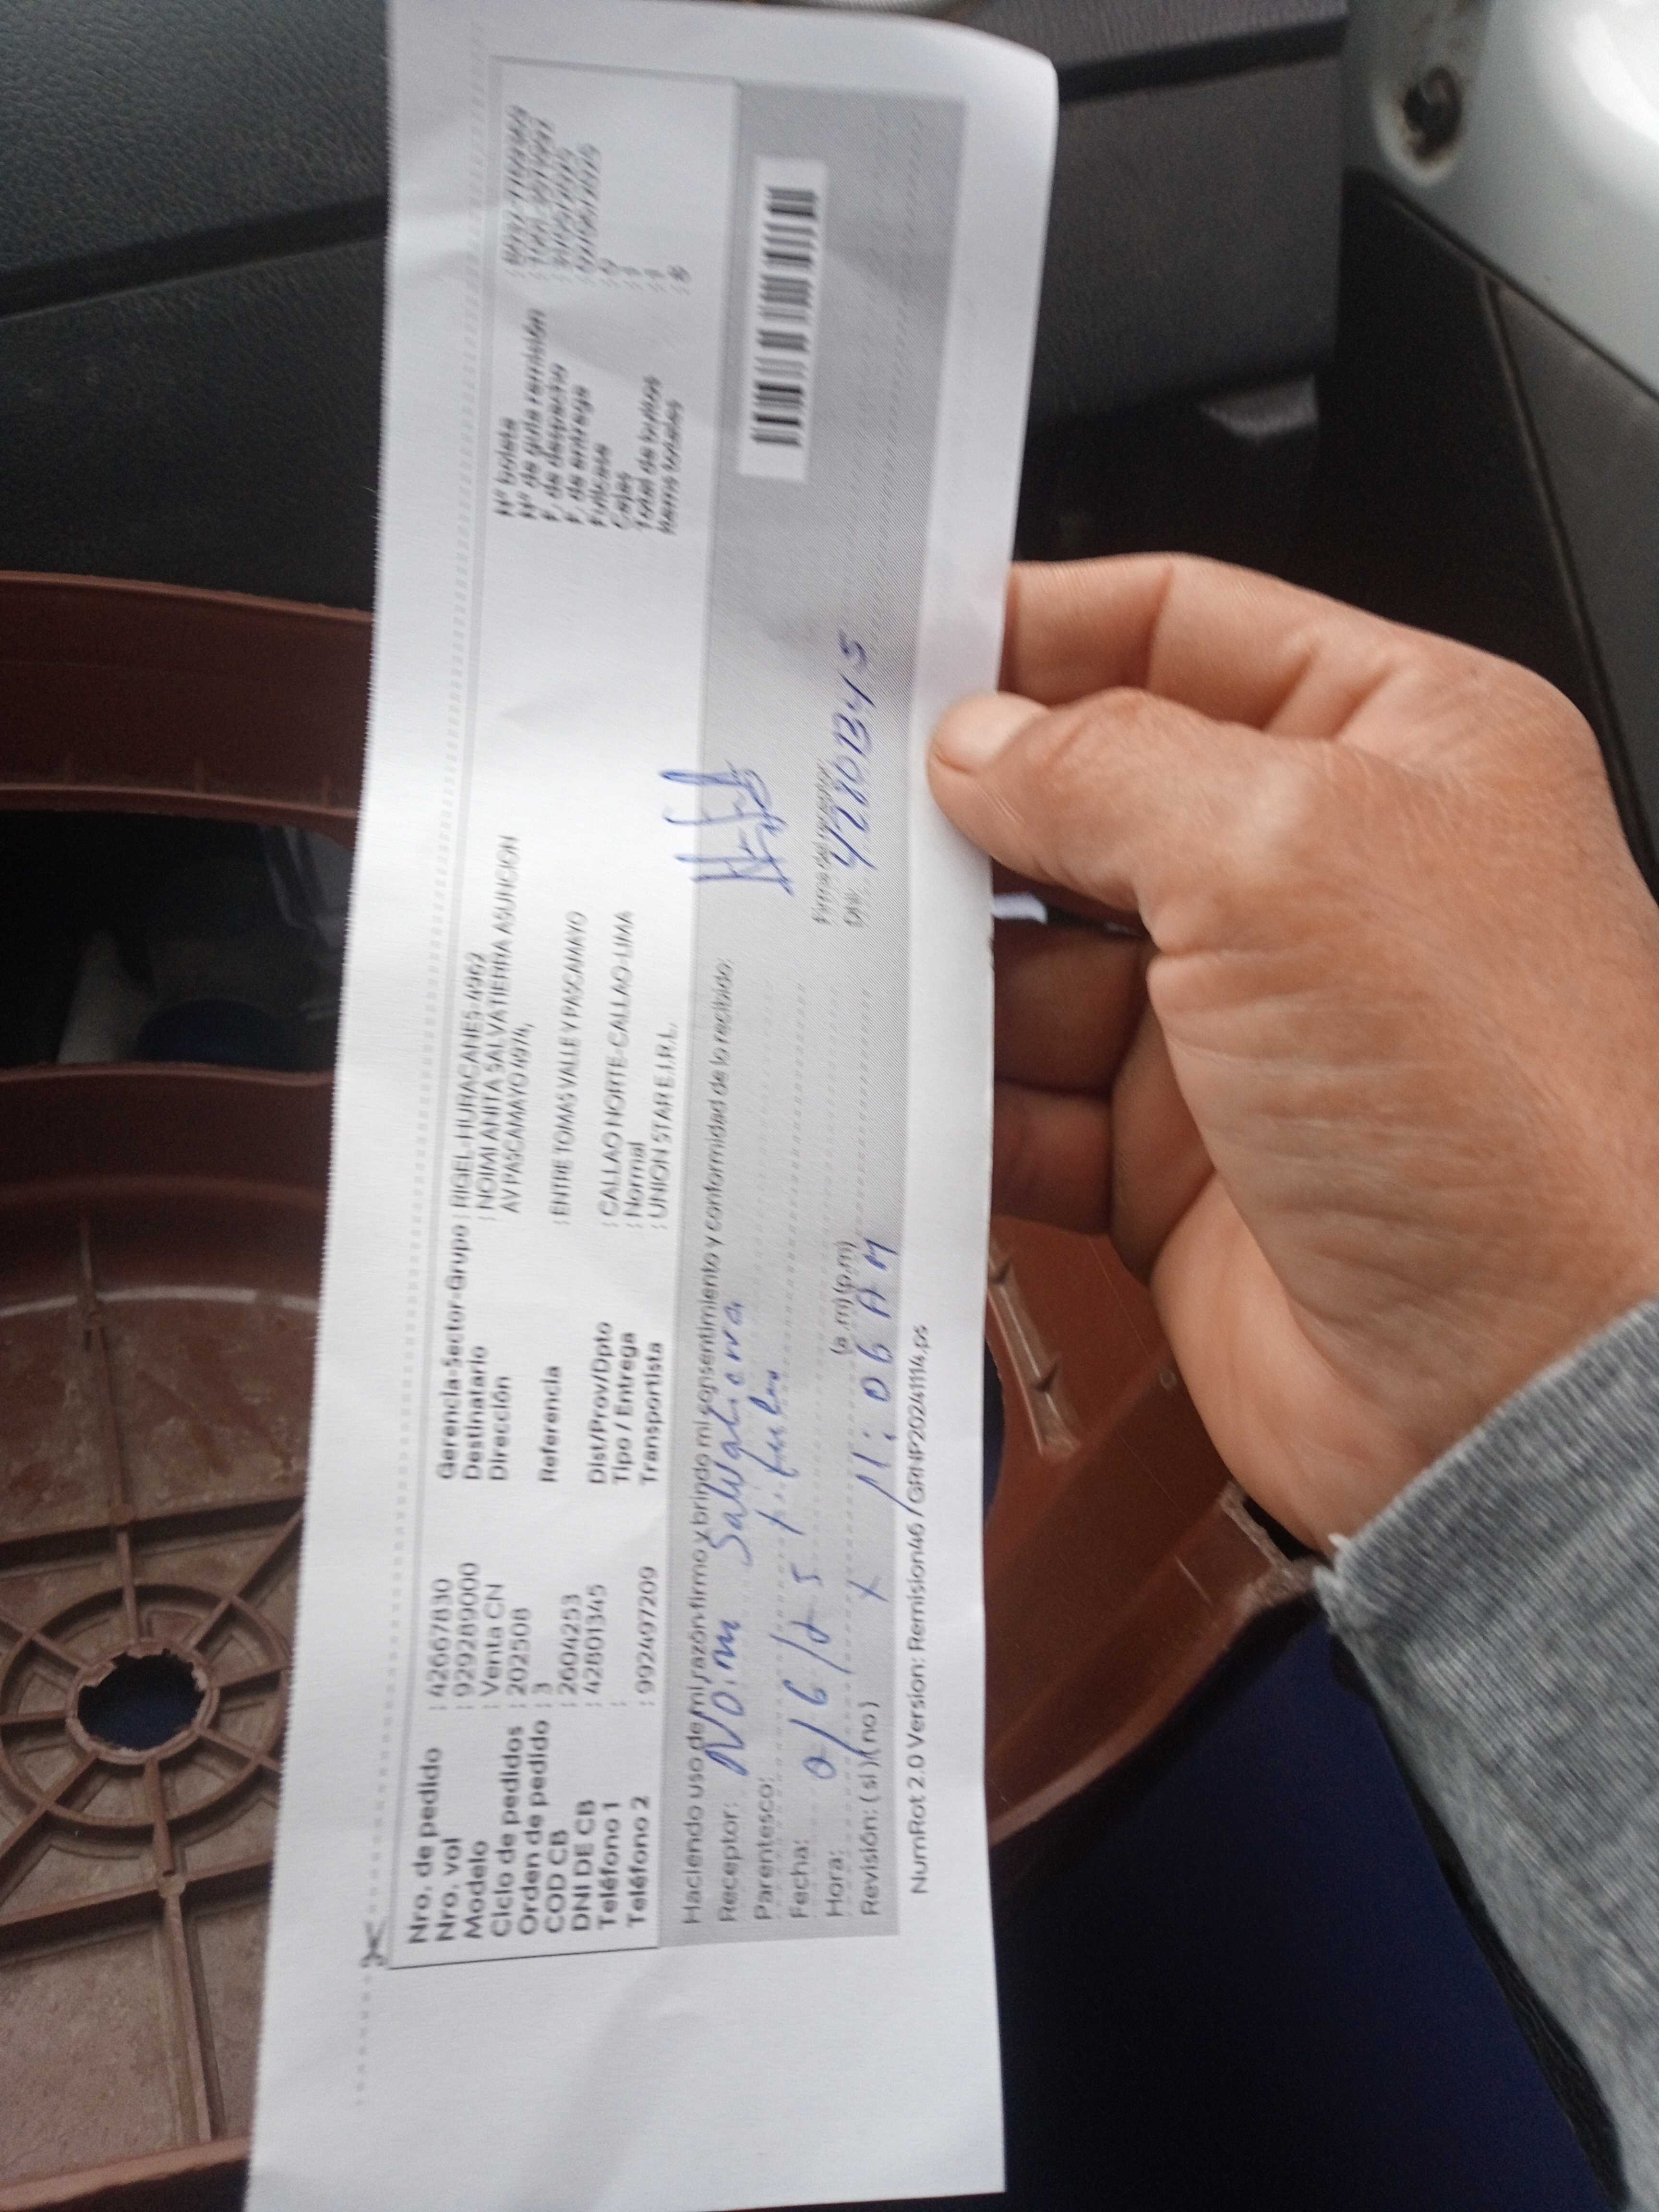 Nro. de pedido : 42667830
Nro. vol : 929289000
Modelo : Venta CN
Ciclo de pedidos : 202508
Orden de pedido : 3
COD CB : 2604253
DNI DE CB : 42801345
Teléfono 1 :
Teléfono 2 : 992497209
Gerencia-Sector-Grupo : RIGEL-HURACANES-4962
Destinatario : NOIMI ANITA SALVATIERRA ASUNCION
Dirección AV PASCAMAYO 4974,
Referencia : ENTRE TOMAS VALLE Y PASCAMAYO
Dist/Prov/Dpto : CALLAO NORTE-CALLAO-LIMA
Tipo / Entrega : Normal
Transportista : UNION STAR E.I.R.L.
Nº boleta
Nº de guía remisión
F. de despacho
F. de entrega
Fullcase : 0
Cajas : 1
Total de bultos : 1
Items totales
Haciendo uso de mi razón firmo y brindo mi consentimiento y conformidad de lo recibido:
Receptor: Noimi Salvatierra
Parentesco:
Fecha:
Hora: (a.m) (p.m)
11:06 AM
Revisión: ( si ) ( no ) X
Firma del receptor:
DNI: 42801345
NumRot 2.0 Version: Remision46 / GRNP20241114.ps